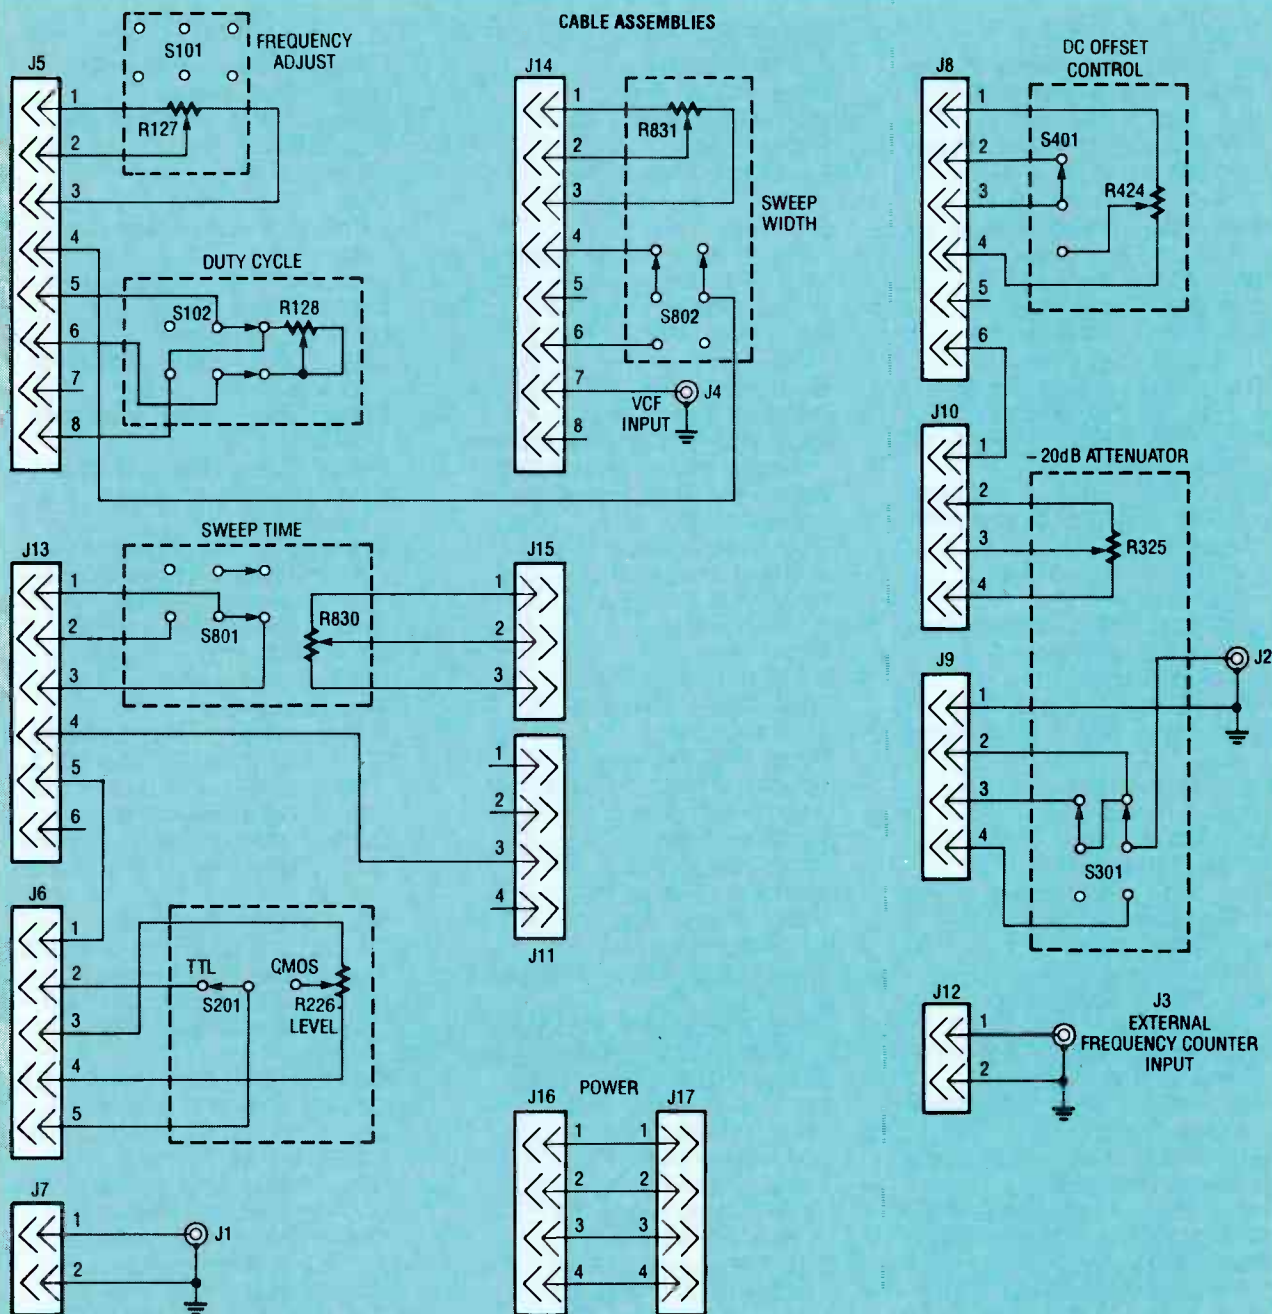 CABLE ASSEMBLIES
J5
S101
FREQUENCY
ADJUST
1
R127
2
3
4
DUTY CYCLE
5
S102
R128
6
7
8
J14
1
R831
2
3
SWEEP
WIDTH
4
5
S802
6
7
VCF
INPUT
J4
8
DC OFFSET
CONTROL
J8
1
2
S401
3
R424
4
5
6
J10
1
– 20dB ATTENUATOR
2
3
R325
4
SWEEP TIME
J13
1
2
S801
R830
3
4
5
6
J15
1
2
3
1
2
3
4
J11
J9
J2
1
2
3
4
S301
J6
1
2
TTL
CMOS
S201
R226
LEVEL
3
4
5
J12
1
2
J3
EXTERNAL
FREQUENCY COUNTER
INPUT
J7
1
J1
2
POWER
J16
J17
1
1
2
2
3
3
4
4